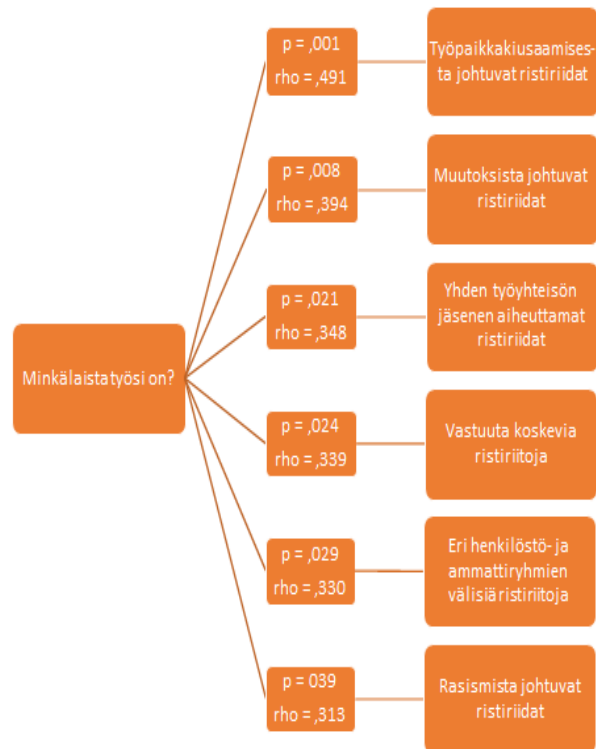 p = ,001
rho = ,491
Työpaikkakiusaamises-
ta johtuvat ristiriidat
p = ,008
rho = ,394
Muutoksista johtuvat
ristiriidat
p = ,021
rho = ,348
Yhden työyhteisön
jäsenen aiheuttamat
ristiriidat
Minkälaista työsi on?
p = ,024
rho = ,339
Vastuuta koskevia
ristiriitoja
p = ,029
rho = ,330
Eri henkilöstö- ja
ammattiryhmien
välisiä ristiriitoja
p = 039
rho = ,313
Rasismista johtuvat
ristiriidat